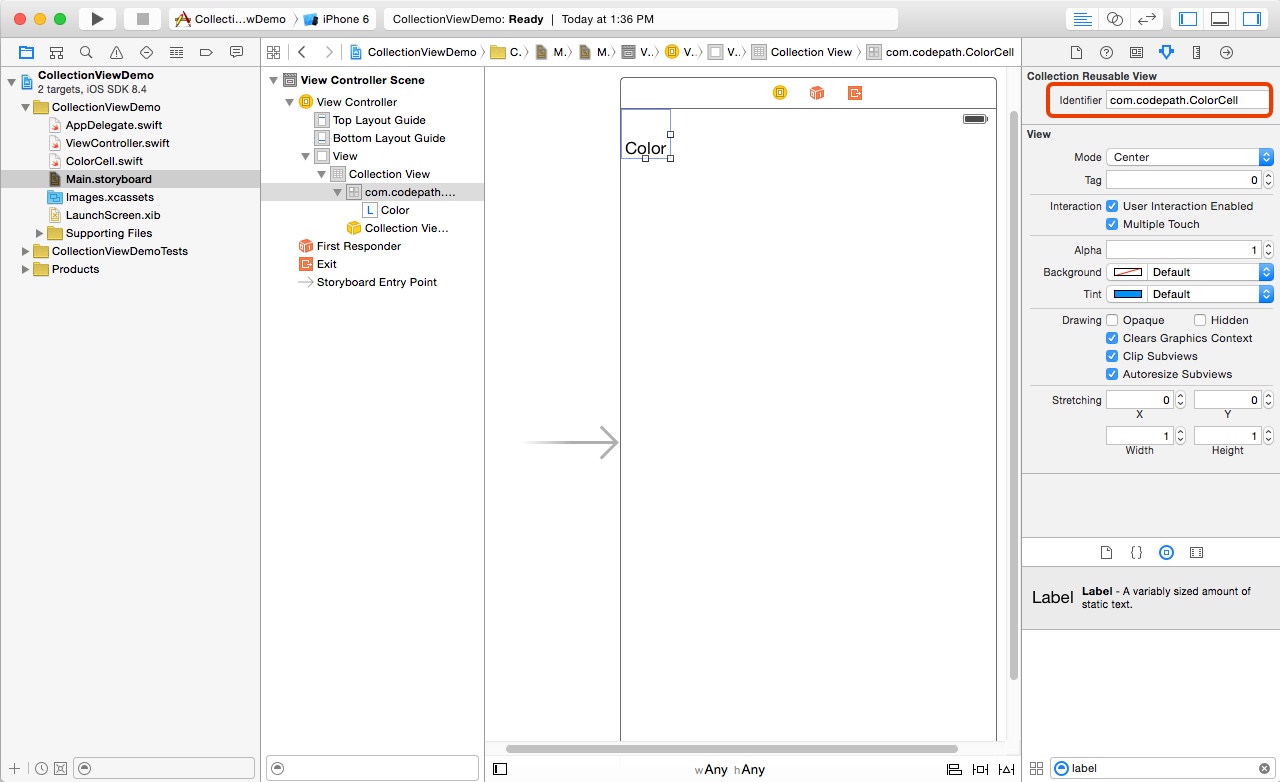 Collecti...wDemo › iPhone 6
CollectionViewDemo: Ready | Today at 1:36 PM
CollectionViewDemo
C.
M.
M.
V..
V..
V..
Collection View
com.codepath.ColorCell
CollectionViewDemo
2 targets, iOS SDK 8.4
CollectionViewDemo
AppDelegate.swift
ViewController.swift
ColorCell.swift
Main.storyboard
Images.xcassets
LaunchScreen.xib
Supporting Files
CollectionViewDemoTests
Products
View Controller Scene
View Controller
Top Layout Guide
Bottom Layout Guide
View
Collection View
com.codepath....
L Color
Collection Vie...
First Responder
Exit
Storyboard Entry Point
Color
wAny hAny
Collection Reusable View
Identifier com.codepath.ColorCell
View
Mode Center
Tag 0
Interaction User Interaction Enabled
Multiple Touch
Alpha 1
Background Default
Tint Default
Drawing Opaque Hidden
Clears Graphics Context
Clip Subviews
Autoresize Subviews
Stretching 0 0
X Y
1 1
Width Height
Label
Label - A variably sized amount of
static text.
label